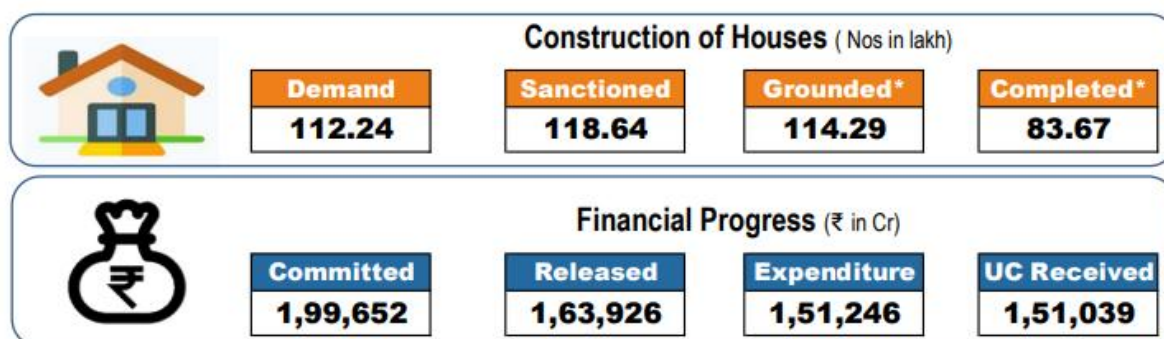 Construction of Houses ( Nos in lakh)
Demand Sanctioned Grounded* Completed*
112.24 118.64 114.29 83.67
₹
Financial Progress (₹ in Cr)
Committed Released Expenditure UC Received
1,99,652 1,63,926 1,51,246 1,51,039